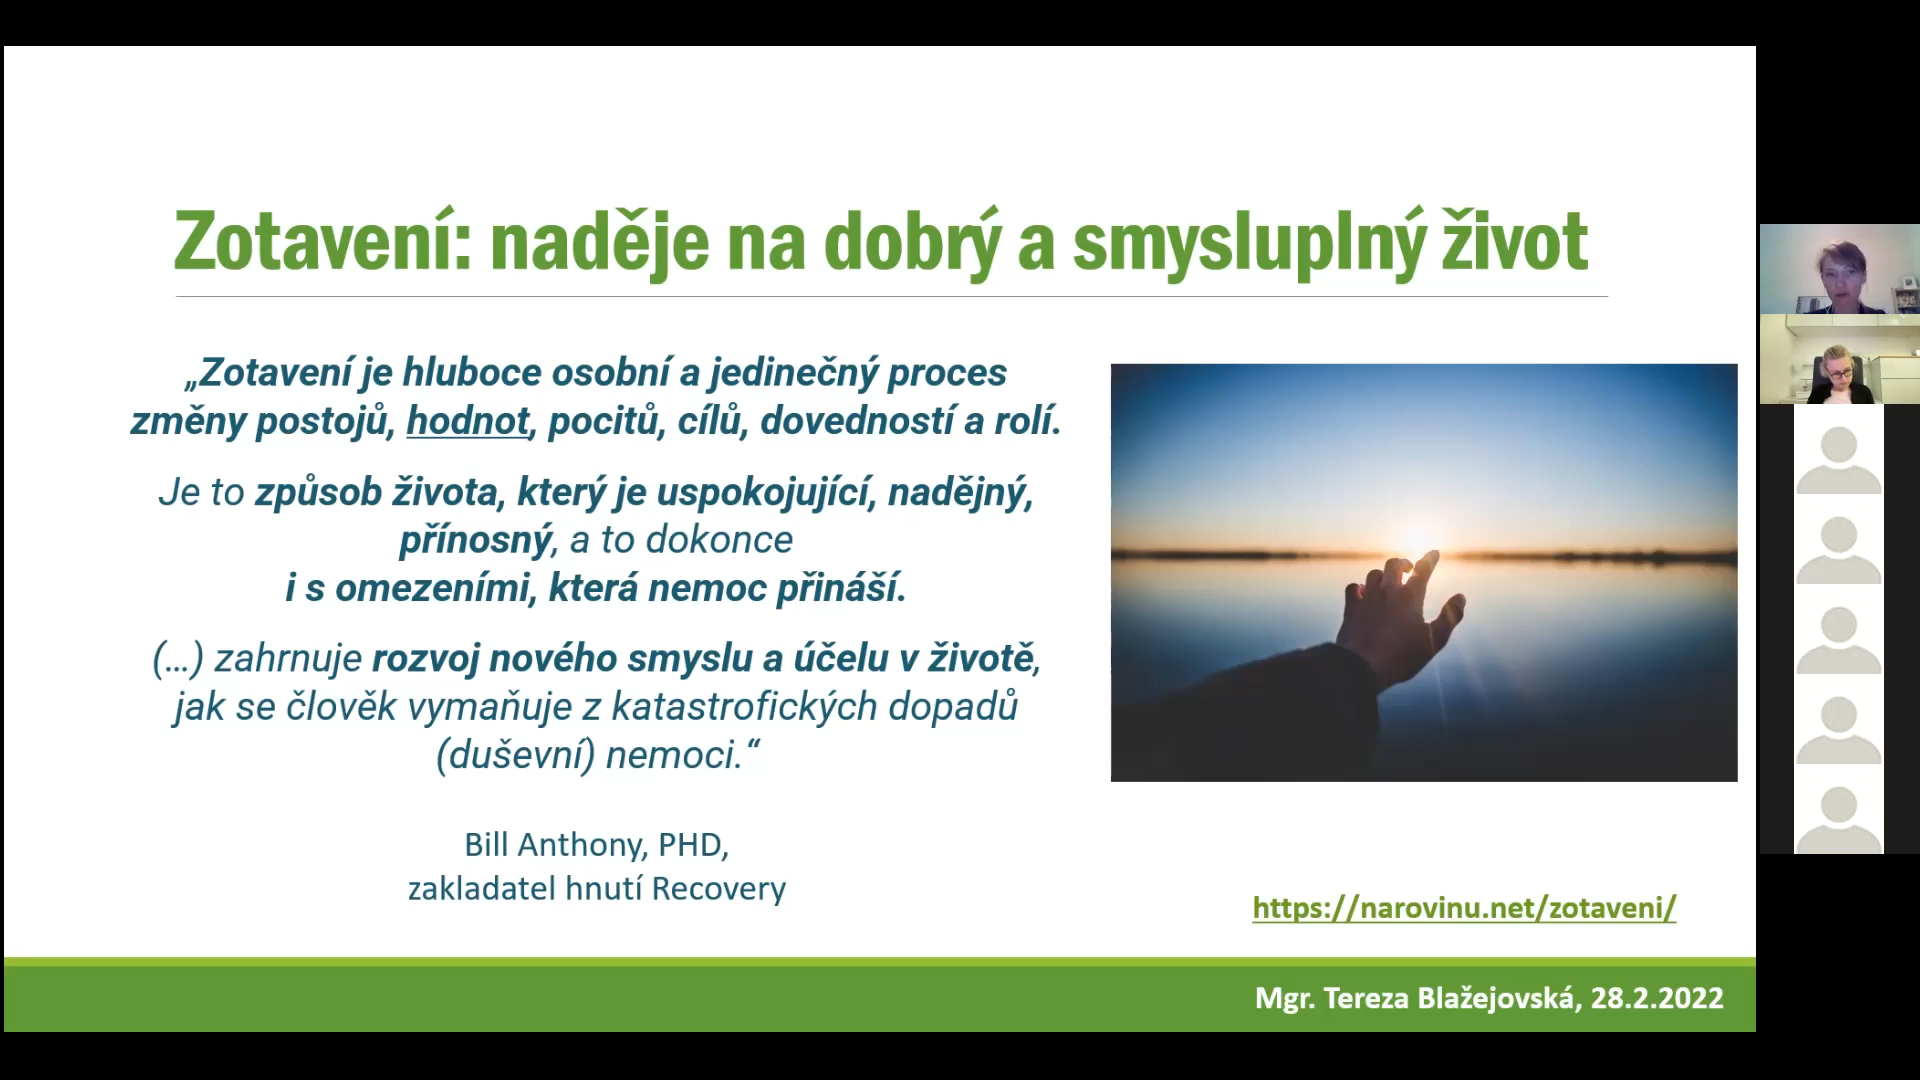 Zotavení: naděje na dobrý a smysluplný život
„Zotavení je hluboce osobní a jedinečný proces
změny postojů, hodnot, pocitů, cílů, dovedností a rolí.
Je to způsob života, který je uspokojující, nadějný,
přínosný, a to dokonce
i s omezeními, která nemoc přináší.
(...) zahrnuje rozvoj nového smyslu a účelu v životě,
jak se člověk vymaňuje z katastrofických dopadů
(duševní) nemoci.“
Bill Anthony, PHD,
zakladatel hnutí Recovery
https://narovinu.net/zotaveni/
Mgr. Tereza Blažejovská, 28.2.2022